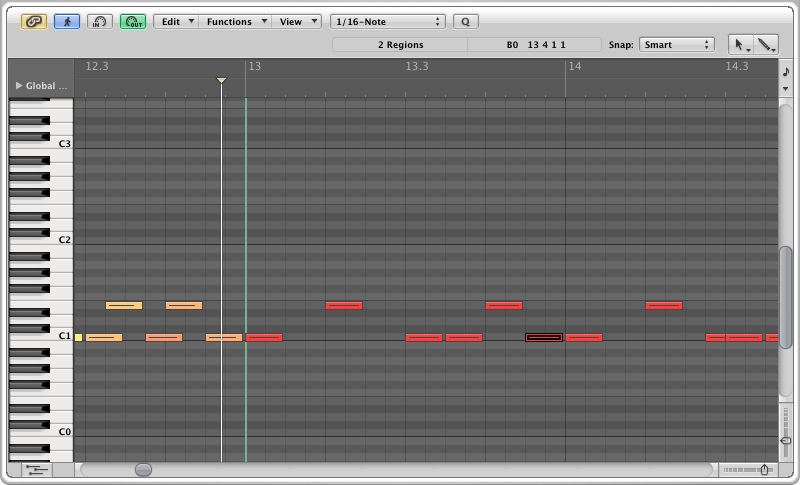 IN OUT Edit Functions View 1/16-Note Q
2 Regions B0 13 4 1 1 Snap: Smart
12.3 13 13.3 14 14.3
Global ...
C3
C2
C1
C0